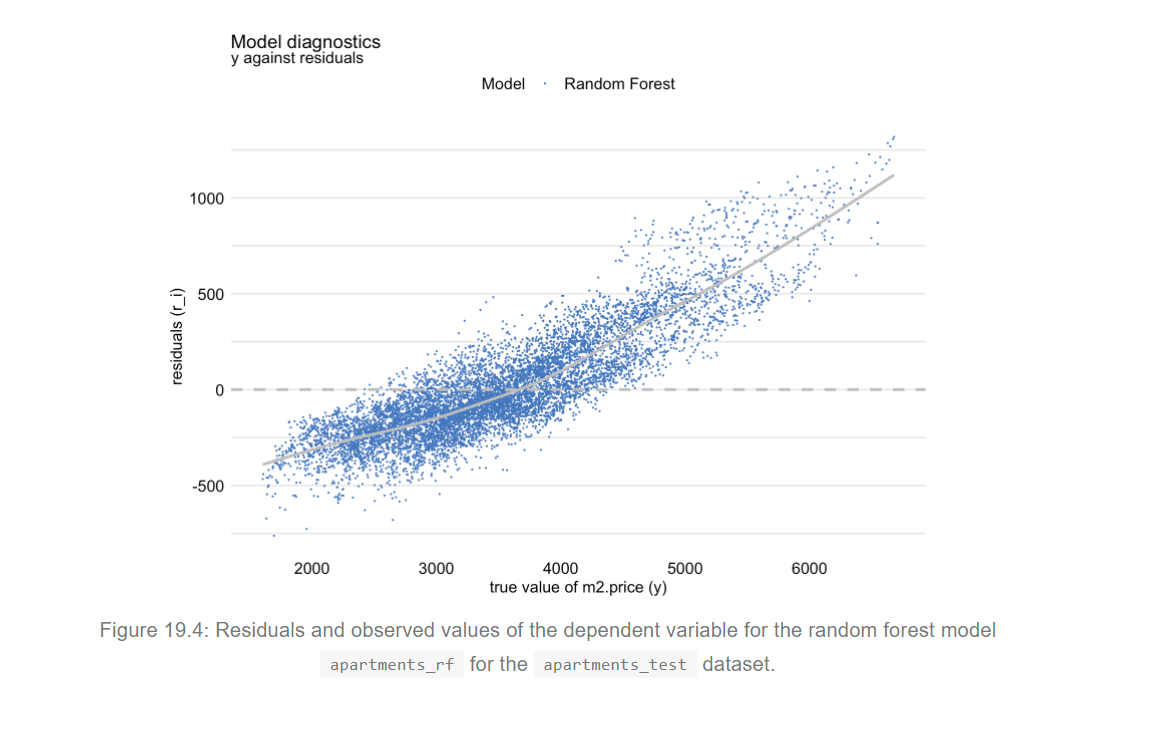 Model diagnostics
y against residuals
Model Random Forest
1000
500
0
-500
residuals (r_i)
2000 3000 4000 5000 6000
true value of m2.price (y)
Figure 19.4: Residuals and observed values of the dependent variable for the random forest model
apartments_rf for the apartments_test dataset.